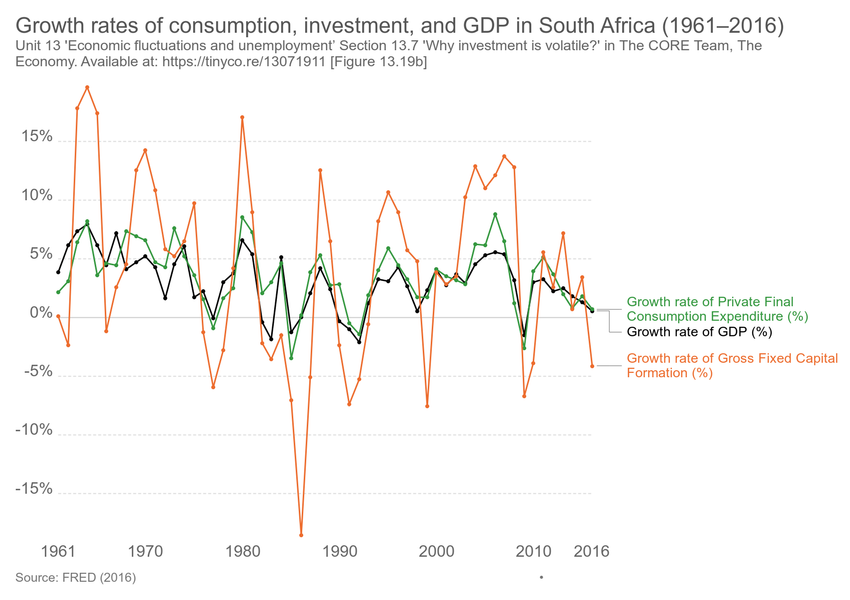 Growth rates of consumption, investment, and GDP in South Africa (1961–2016)
Unit 13 'Economic fluctuations and unemployment' Section 13.7 'Why investment is volatile?' in The CORE Team, The
Economy. Available at: https://tinyco.re/13071911 [Figure 13.19b]
15%
10%
5%
0%
-5%
-10%
-15%
Growth rate of Private Final
Consumption Expenditure (%)
Growth rate of GDP (%)
Growth rate of Gross Fixed Capital
Formation (%)
1961 1970 1980 1990 2000 2010 2016
Source: FRED (2016)